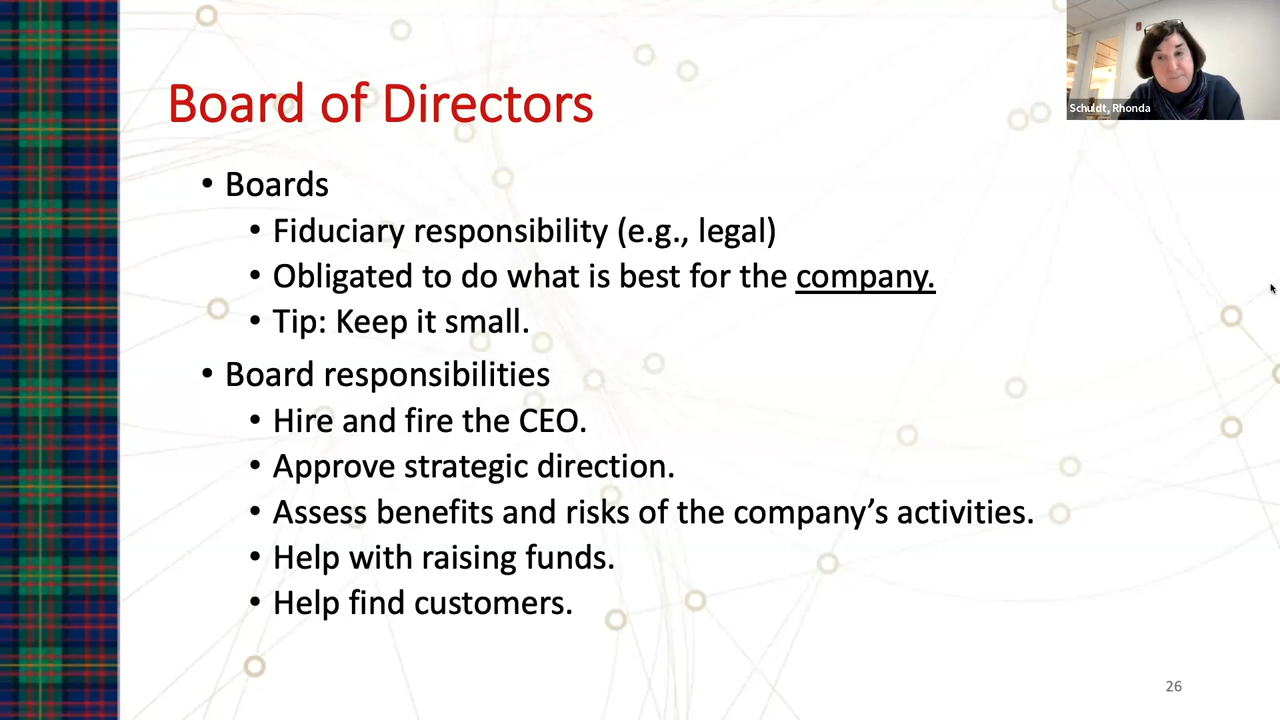 Board of Directors
Schuldt, Rhonda
• Boards
• Fiduciary responsibility (e.g., legal)
• Obligated to do what is best for the company.
• Tip: Keep it small.
• Board responsibilities
• Hire and fire the CEO.
• Approve strategic direction.
• Assess benefits and risks of the company’s activities.
• Help with raising funds.
• Help find customers.
26